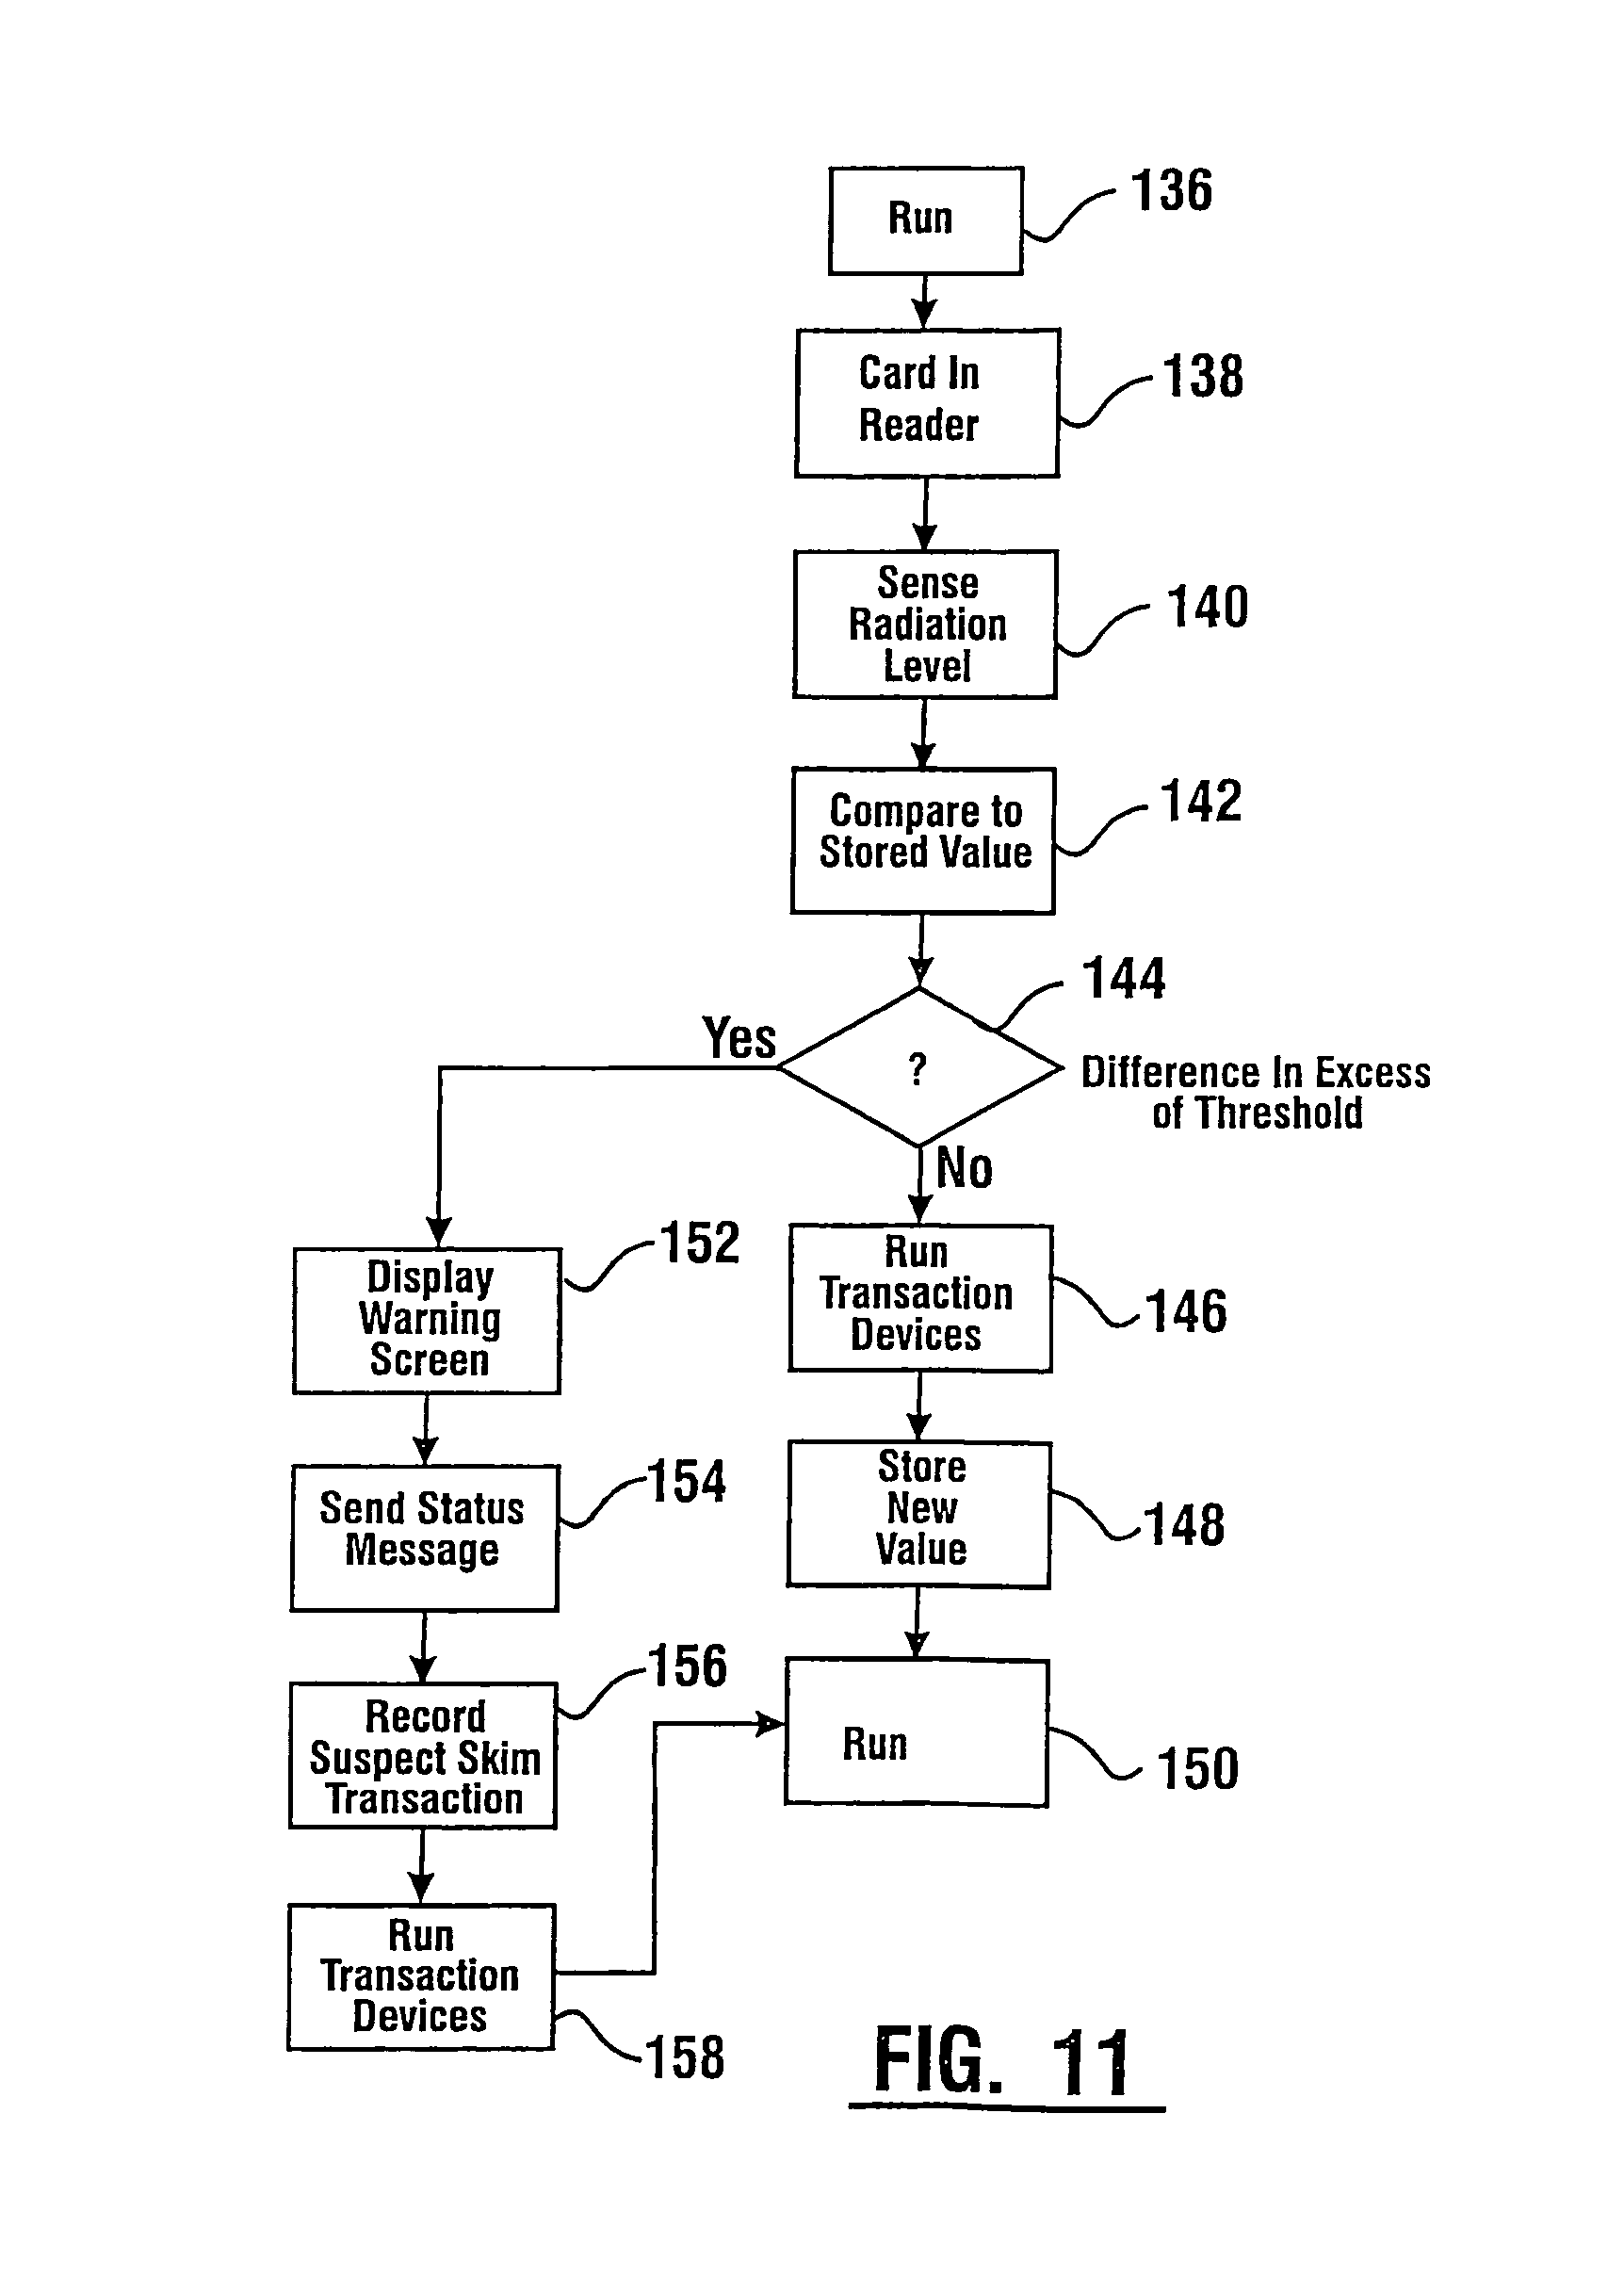 Run
136
Card In
Reader
138
Sense
Radiation
Level
140
Compare to
Stored Value
142
144
Yes
?
Difference In Excess
of Threshold
No
Display
Warning
Screen
152
Run
Transaction
Devices
146
Send Status
Message
154
Store
New
Value
148
Record
Suspect Skim
Transaction
156
Run
150
Run
Transaction
Devices
158
FIG. 11